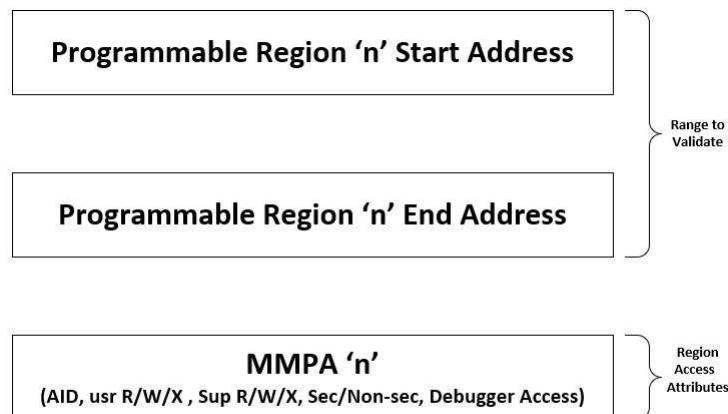 Programmable Region ‘n’ Start Address
Range to
Validate
Programmable Region ‘n’ End Address
MMPA ‘n’
(AID, usr R/W/X , Sup R/W/X, Sec/Non-sec, Debugger Access)
Region
Access
Attributes